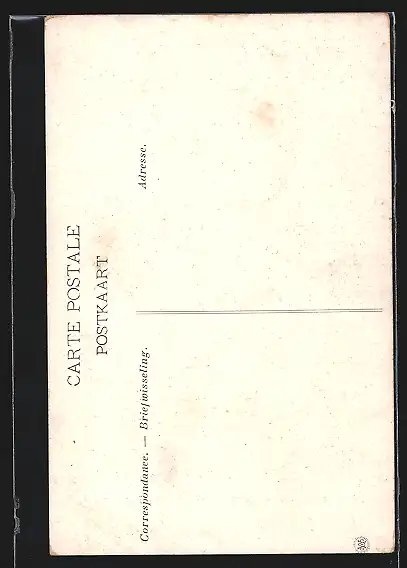 CARTE POSTALE
POSTKAART
Correspondance. — Briefwisseling.
Adresse.